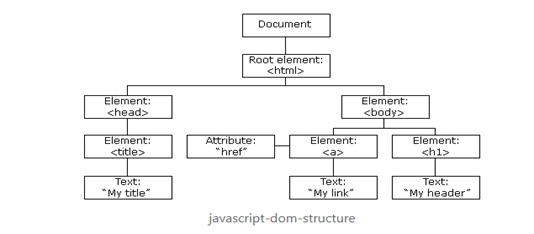 Document
Root element:
<html>
Element:
<head>
Element:
<body>
Element:
<title>
Attribute:
"href"
Element:
<a>
Element:
<h1>
Text:
"My title"
Text:
"My link"
Text:
"My header"
javascript-dom-structure